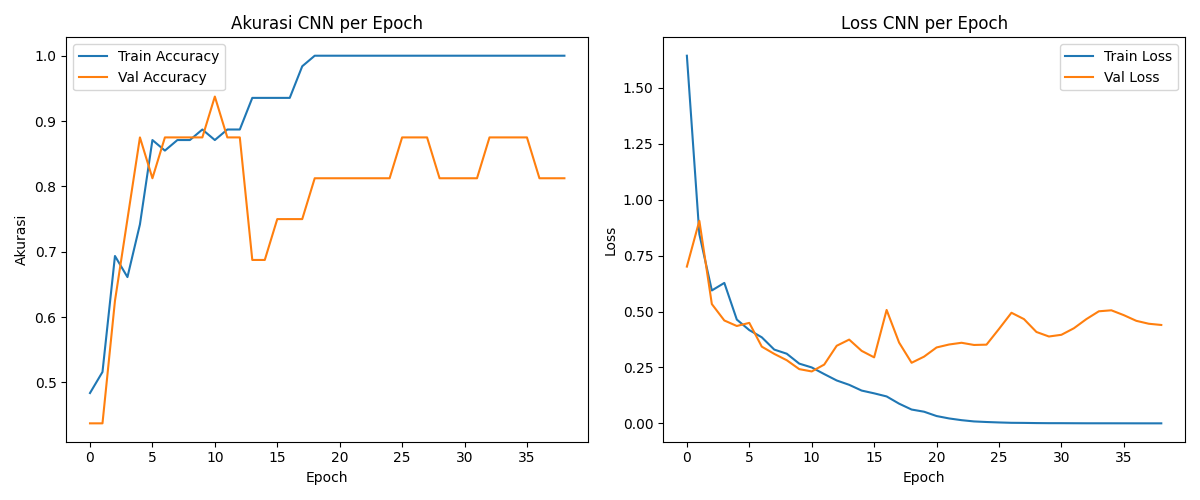 Akurasi CNN per Epoch
Train Accuracy
Val Accuracy
1.0
0.9
0.8
0.7
0.6
0.5
Akurasi
0 5 10 15 20 25 30 35
Epoch
Loss CNN per Epoch
Train Loss
Val Loss
1.50
1.25
1.00
0.75
0.50
0.25
0.00
Loss
0 5 10 15 20 25 30 35
Epoch